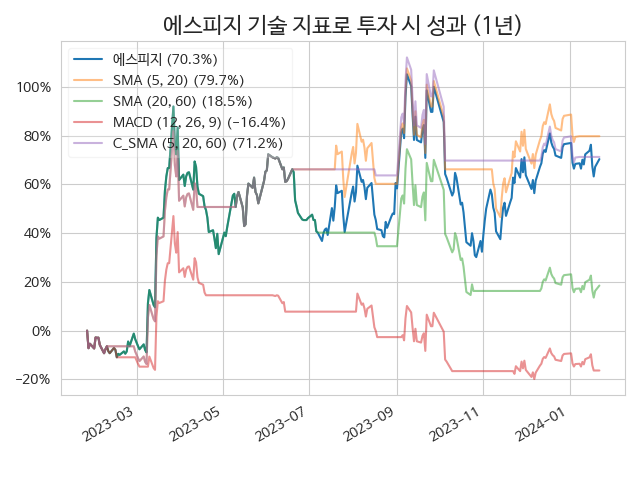 에스피지 기술 지표로 투자 시 성과 (1년)
에스피지 (70.3%)
SMA (5, 20) (79.7%)
SMA (20, 60) (18.5%)
MACD (12, 26, 9) (−16.4%)
C_SMA (5, 20, 60) (71.2%)
100%
80%
60%
40%
20%
0%
−20%
2023-03
2023-05
2023-07
2023-09
2023-11
2024-01